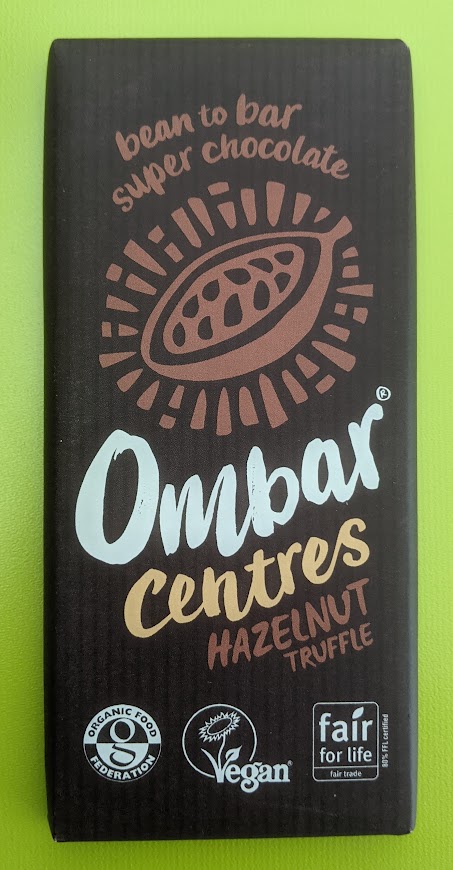 bean to bar
super chocolate
Ombar®
centres
HAZELNUT
TRUFFLE
ORGANIC FOOD
FEDERATION
Vegan®
fair
for life
fair trade
80% FFL certified